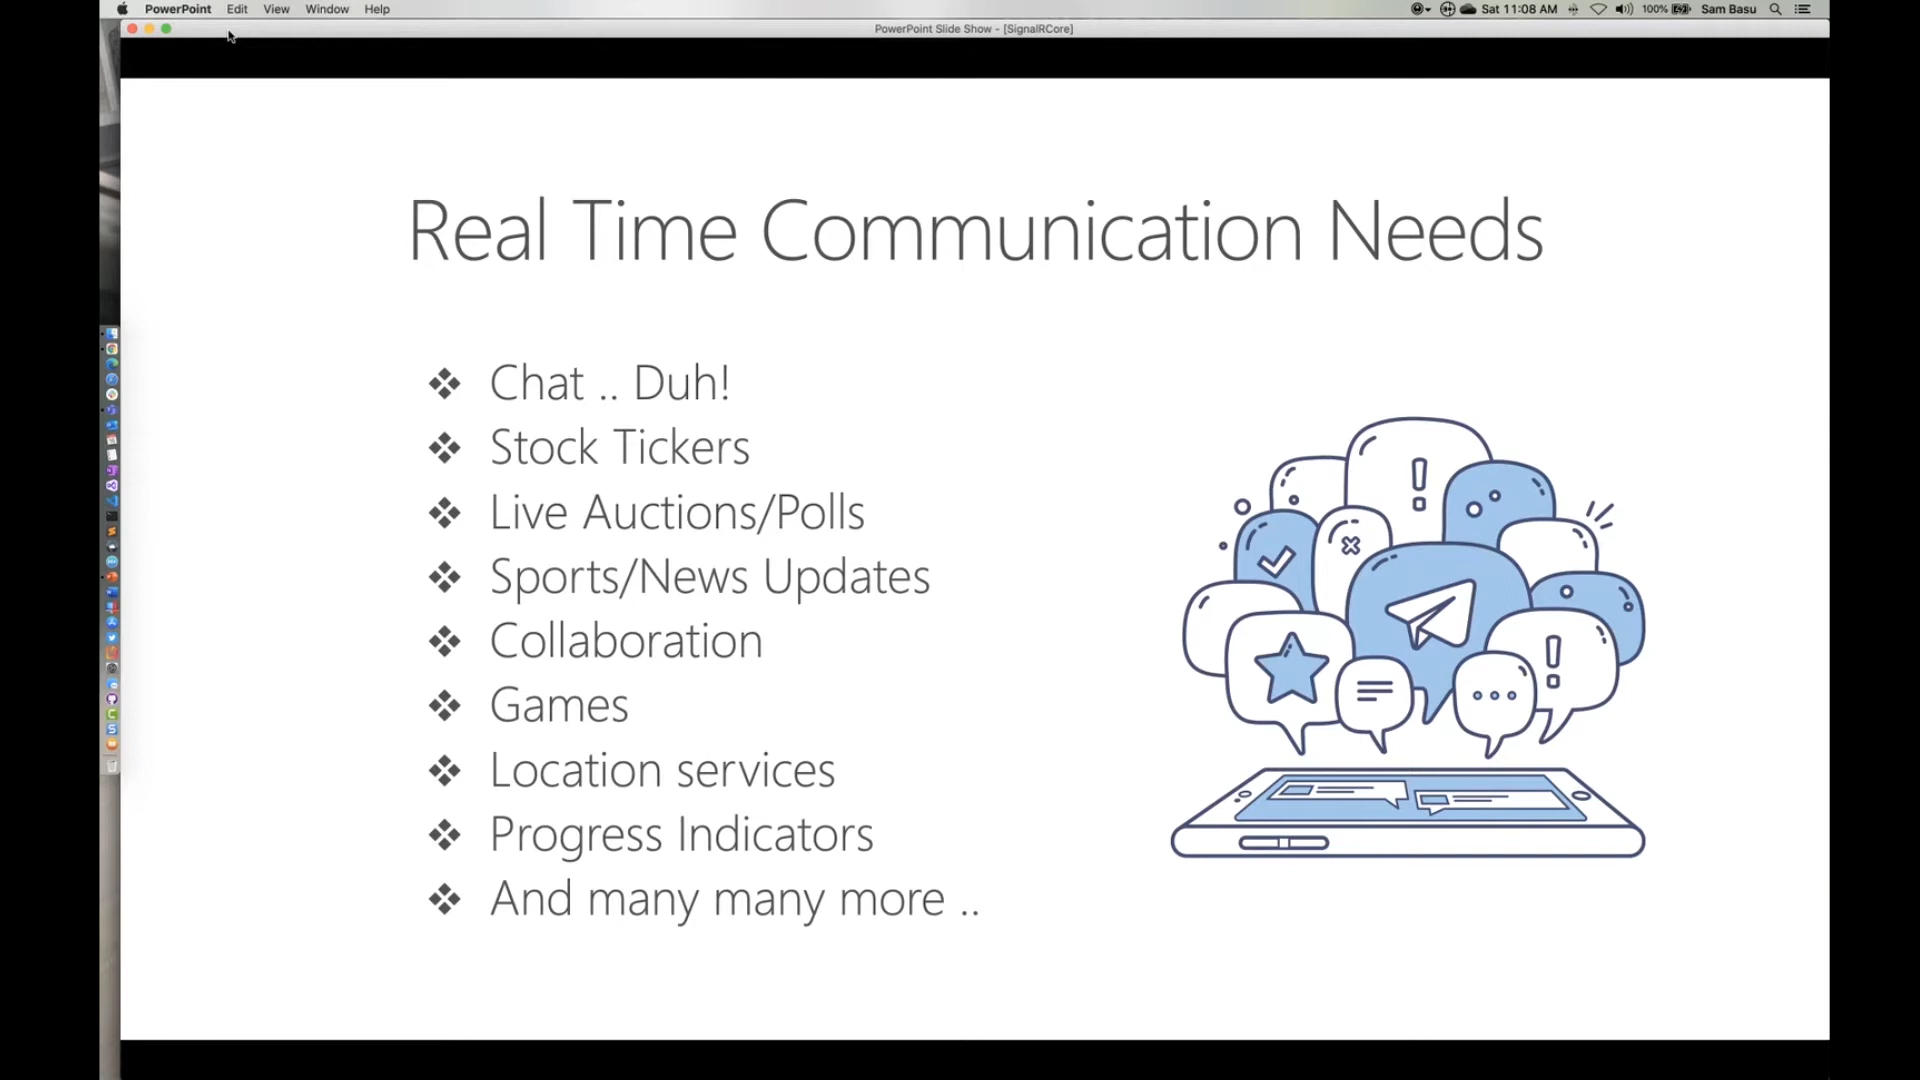 PowerPoint Edit View Window Help
Sat 11:08 AM 100% Sam Basu
PowerPoint Slide Show - [SignalRCore]
Real Time Communication Needs
Chat .. Duh!
Stock Tickers
Live Auctions/Polls
Sports/News Updates
Collaboration
Games
Location services
Progress Indicators
And many many more ..